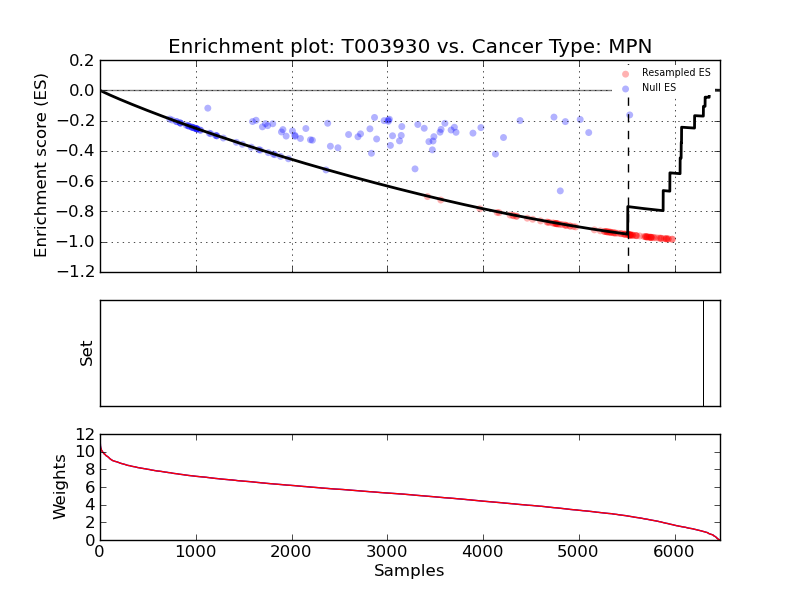 Enrichment plot: T003930 vs. Cancer Type: MPN
Enrichment score (ES)
0.2
0.0
−0.2
−0.4
−0.6
−0.8
−1.0
−1.2
Resampled ES
Null ES
Set
Weights
12
10
8
6
4
2
0
0 1000 2000 3000 4000 5000 6000
Samples